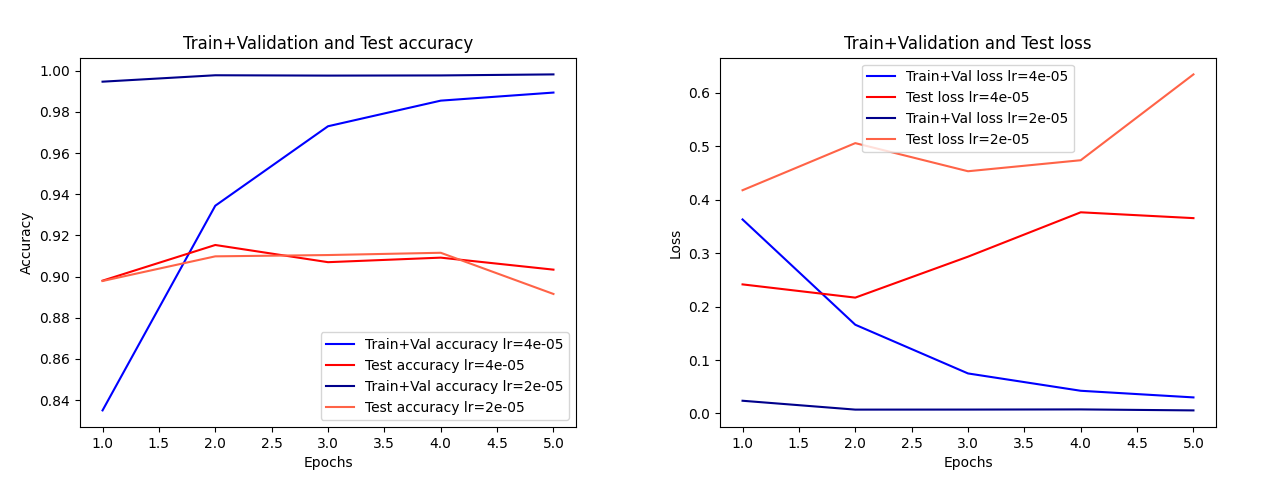 Train+Validation and Test accuracy
Accuracy
1.00
0.98
0.96
0.94
0.92
0.90
0.88
0.86
0.84
Train+Val accuracy lr=4e-05
Test accuracy lr=4e-05
Train+Val accuracy lr=2e-05
Test accuracy lr=2e-05
1.0 1.5 2.0 2.5 3.0 3.5 4.0 4.5 5.0
Epochs
Train+Validation and Test loss
Loss
0.6
0.5
0.4
0.3
0.2
0.1
0.0
Train+Val loss lr=4e-05
Test loss lr=4e-05
Train+Val loss lr=2e-05
Test loss lr=2e-05
1.0 1.5 2.0 2.5 3.0 3.5 4.0 4.5 5.0
Epochs